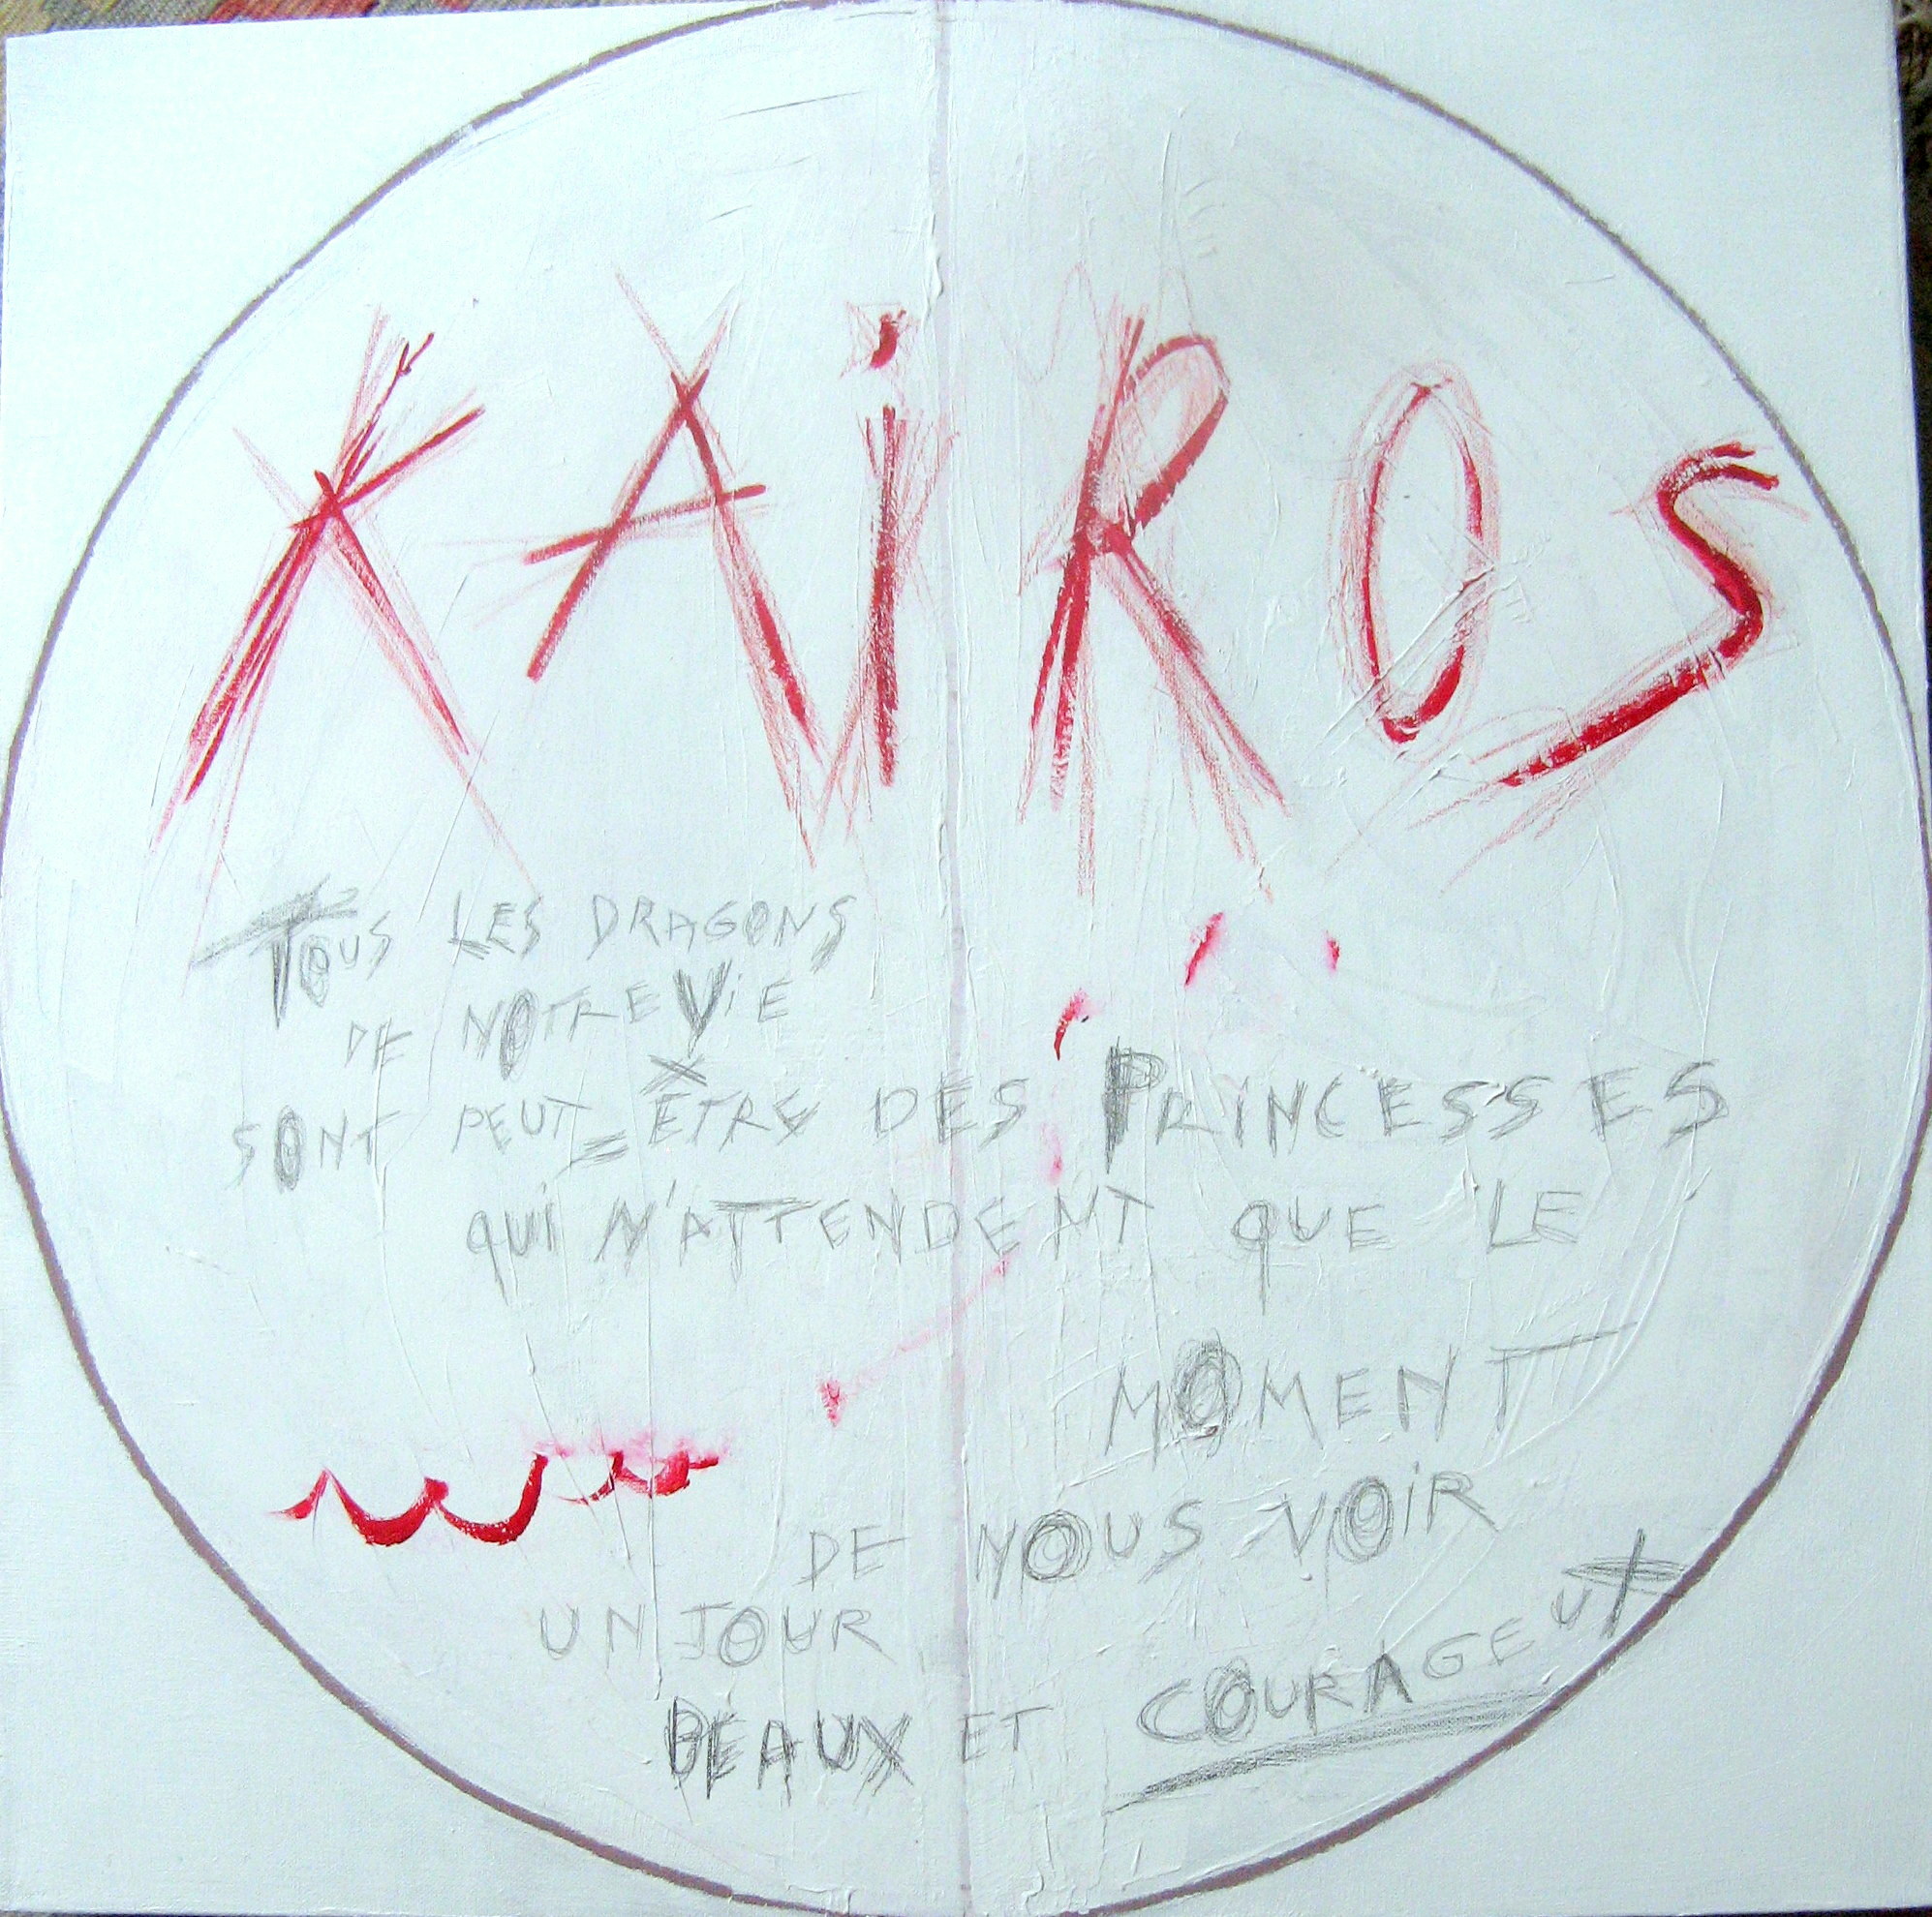 KAiROS
TOUS LES DRAGONS
DE NOTRE ViE
SONT PEUT-ÊTRE DES PRiNCESSES
QUi N'ATTENDENT QUE LE
MOMENT
DE NOUS VOiR
UN JOUR
BEAUX ET COURAGEUX